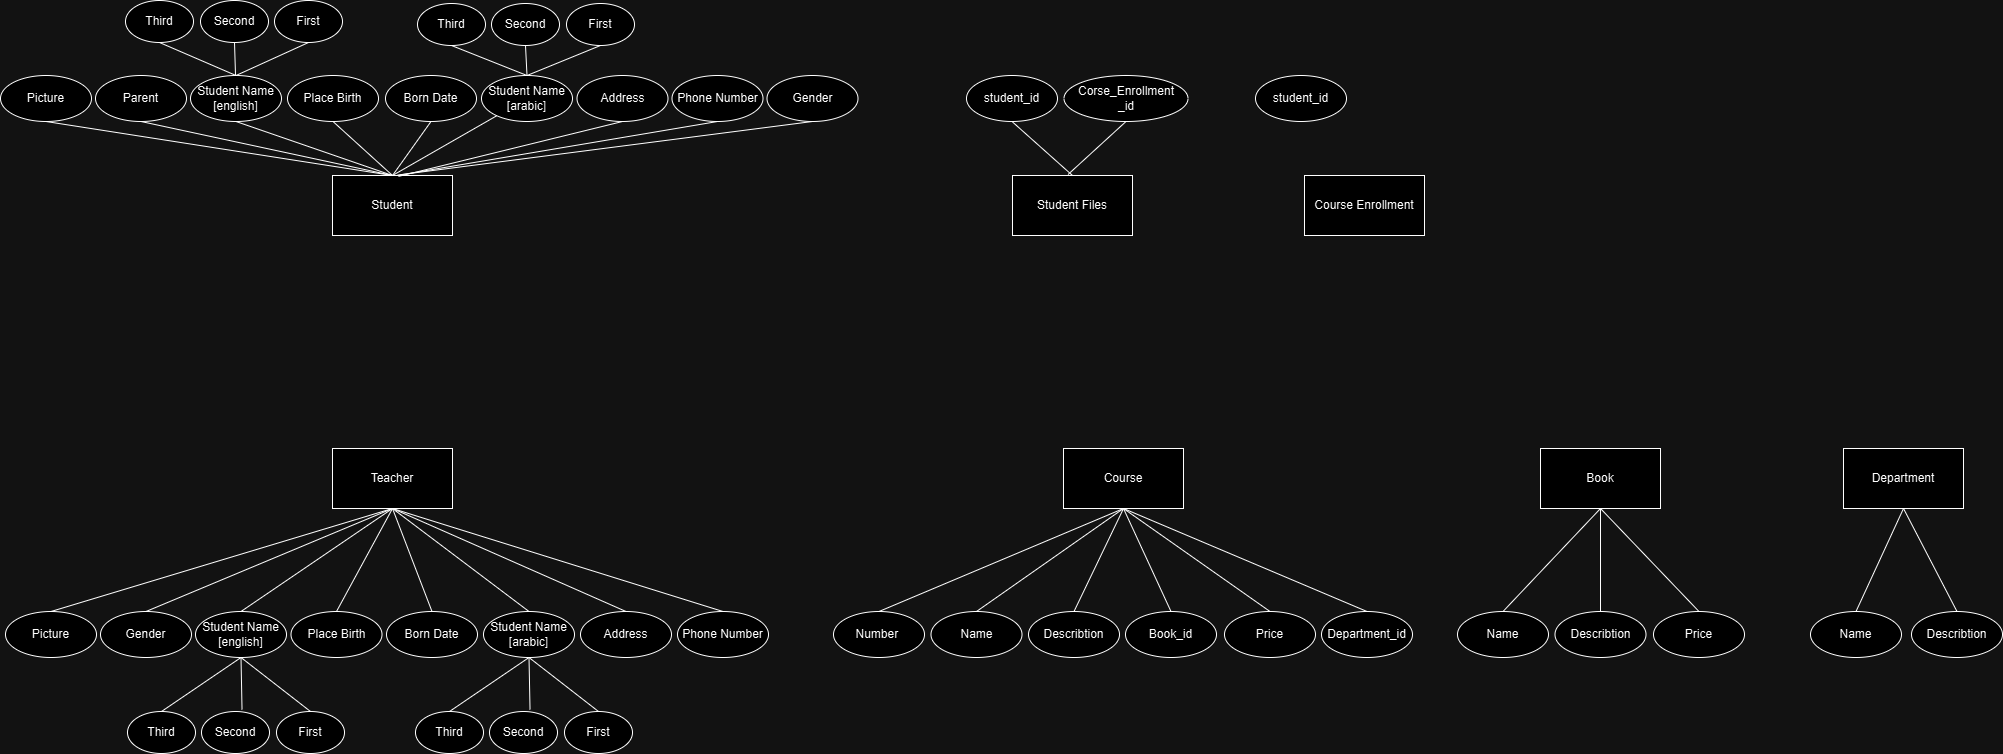 Third
Second
First
Third
Second
First
Picture
Parent
Student Name
[english]
Place Birth
Born Date
Student Name
[arabic]
Address
Phone Number
Gender
student_id
Corse_Enrollment
_id
student_id
Student
Student Files
Course Enrollment
Teacher
Course
Book
Department
Picture
Gender
Student Name
[english]
Place Birth
Born Date
Student Name
[arabic]
Address
Phone Number
Number
Name
Describtion
Book_id
Price
Department_id
Name
Describtion
Price
Name
Describtion
Third
Second
First
Third
Second
First